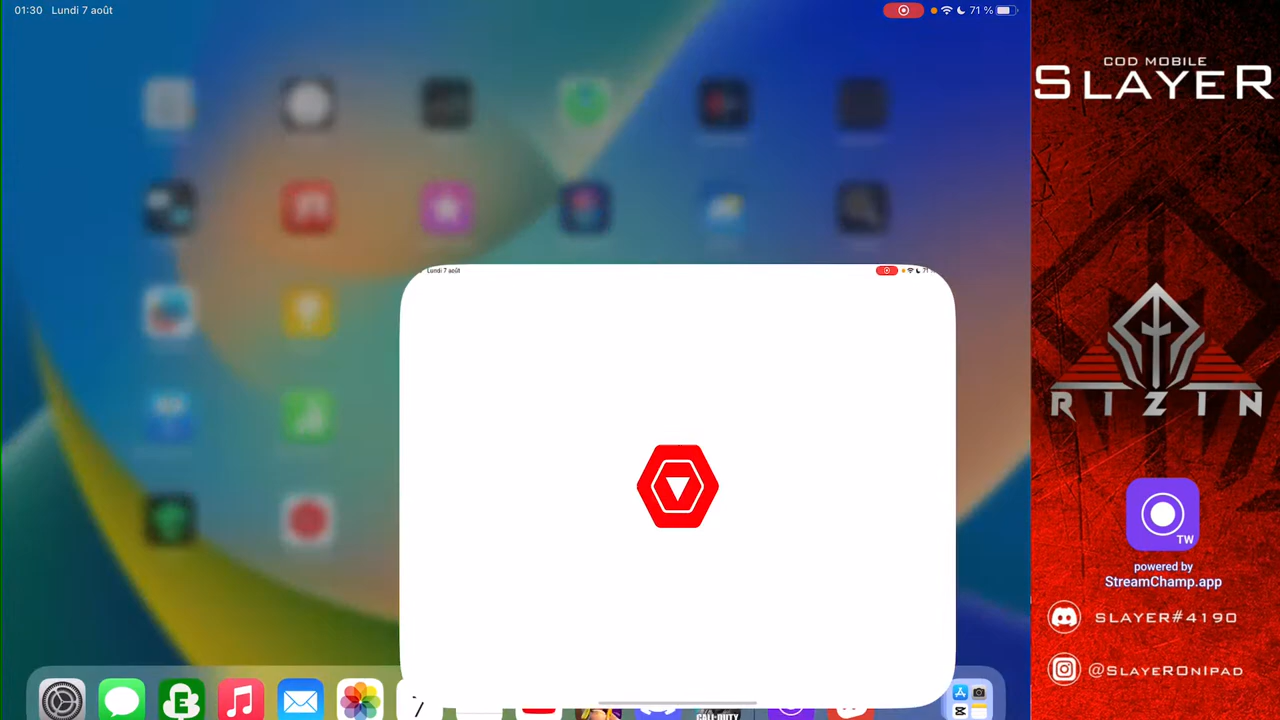 01:30 Lundi 7 août
71 %
COD MOBILE
SLAYER
Lundi 7 août
RIZIN
TW
powered by
StreamChamp.app
SLAYER#4190
@SLAYERONIPAD
7
CALL·DUTY